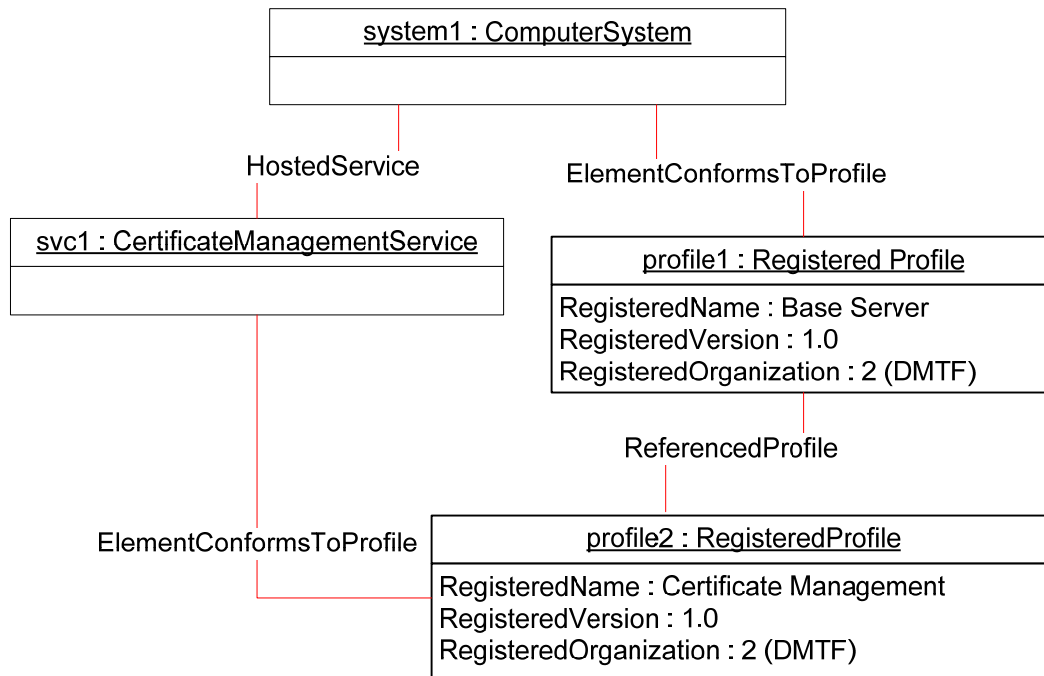 system1 : ComputerSystem
HostedService
ElementConformsToProfile
svc1 : CertificateManagementService
profile1 : Registered Profile
RegisteredName : Base Server
RegisteredVersion : 1.0
RegisteredOrganization : 2 (DMTF)
ReferencedProfile
ElementConformsToProfile
profile2 : RegisteredProfile
RegisteredName : Certificate Management
RegisteredVersion : 1.0
RegisteredOrganization : 2 (DMTF)